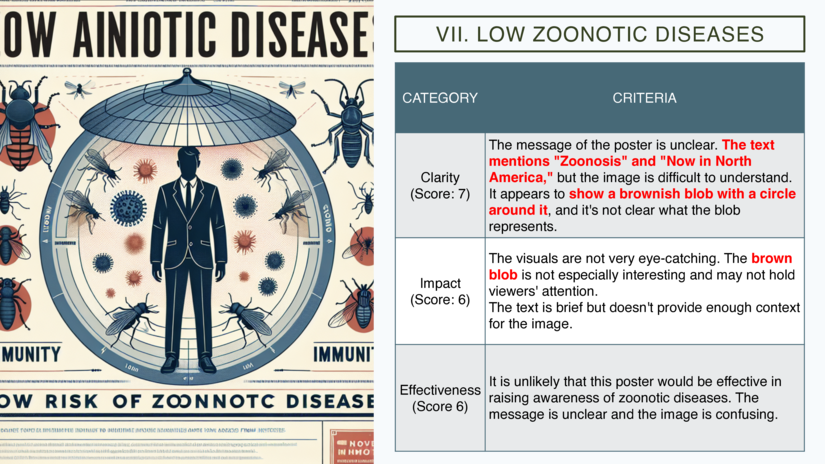 OW AINIOTIC DISEASES
MUNITY
IMMUNI
OW RISK OF ZOONNOTC DISEASE
NOVE
VII. LOW ZOONOTIC DISEASES
CATEGORY
CRITERIA
Clarity
(Score: 7)
The message of the poster is unclear. The text
mentions "Zoonosis" and "Now in North
America," but the image is difficult to understand.
It appears to show a brownish blob with a circle
around it, and it's not clear what the blob
represents.
Impact
(Score: 6)
The visuals are not very eye-catching. The brown
blob is not especially interesting and may not hold
viewers' attention.
The text is brief but doesn't provide enough context
for the image.
Effectiveness
(Score 6)
It is unlikely that this poster would be effective in
raising awareness of zoonotic diseases. The
message is unclear and the image is confusing.